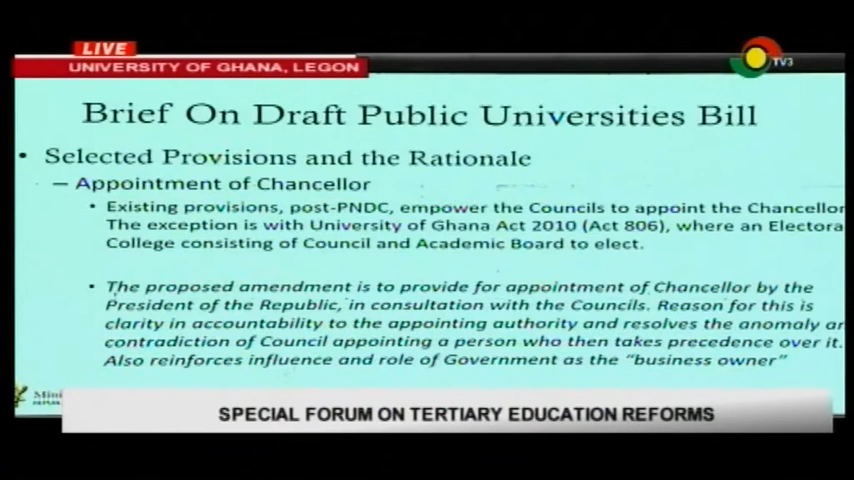 LIVE
UNIVERSITY OF GHANA, LEGON
TV3
Brief On Draft Public Universities Bill
• Selected Provisions and the Rationale
– Appointment of Chancellor
• Existing provisions, post-PNDC, empower the Councils to appoint the Chancellor
The exception is with University of Ghana Act 2010 (Act 806), where an Electora
College consisting of Council and Academic Board to elect.
• The proposed amendment is to provide for appointment of Chancellor by the
President of the Republic, in consultation with the Councils. Reason for this is
clarity in accountability to the appointing authority and resolves the anomaly an
contradiction of Council appointing a person who then takes precedence over it.
Also reinforces influence and role of Government as the "business owner"
SPECIAL FORUM ON TERTIARY EDUCATION REFORMS